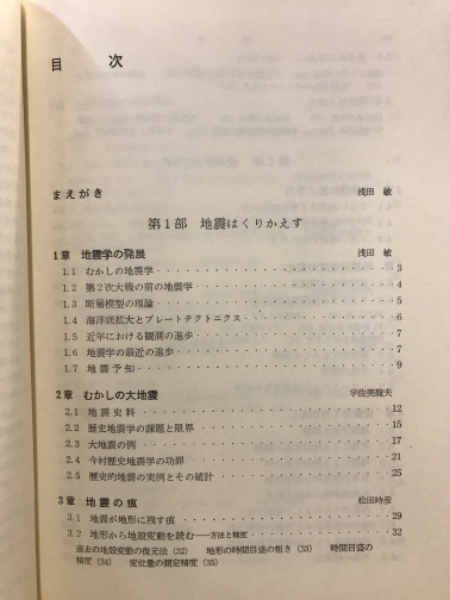 目 次
まえがき 浅田 敏
第1部 地震はくりかえす
1章 地震学の発展 浅田 敏
1.1 むかしの地震学 3
1.2 第2次大戦の前の地震学 4
1.3 断層模型の理論 5
1.4 海洋底拡大とプレートテクトニクス 6
1.5 近年における観測の進歩 7
1.6 地震学の最近の進歩 7
1.7 地震予知 9
2章 むかしの大地震 宇佐美龍夫
2.1 地震史料 12
2.2 歴史地震学の課題と限界 15
2.3 大地震の例 17
2.4 今村歴史地震学の功罪 21
2.5 歴史的地震の実例とその統計 25
3章 地震の痕 松田時彦
3.1 地震が地形に残す痕 29
3.2 地形から地殻変動を読む——方法と精度 32
過去の地殻変動の復元法 (32) 地形の時間目盛の粗さ (33) 時間目盛の
精度 (34) 変位量の測定精度 (35)